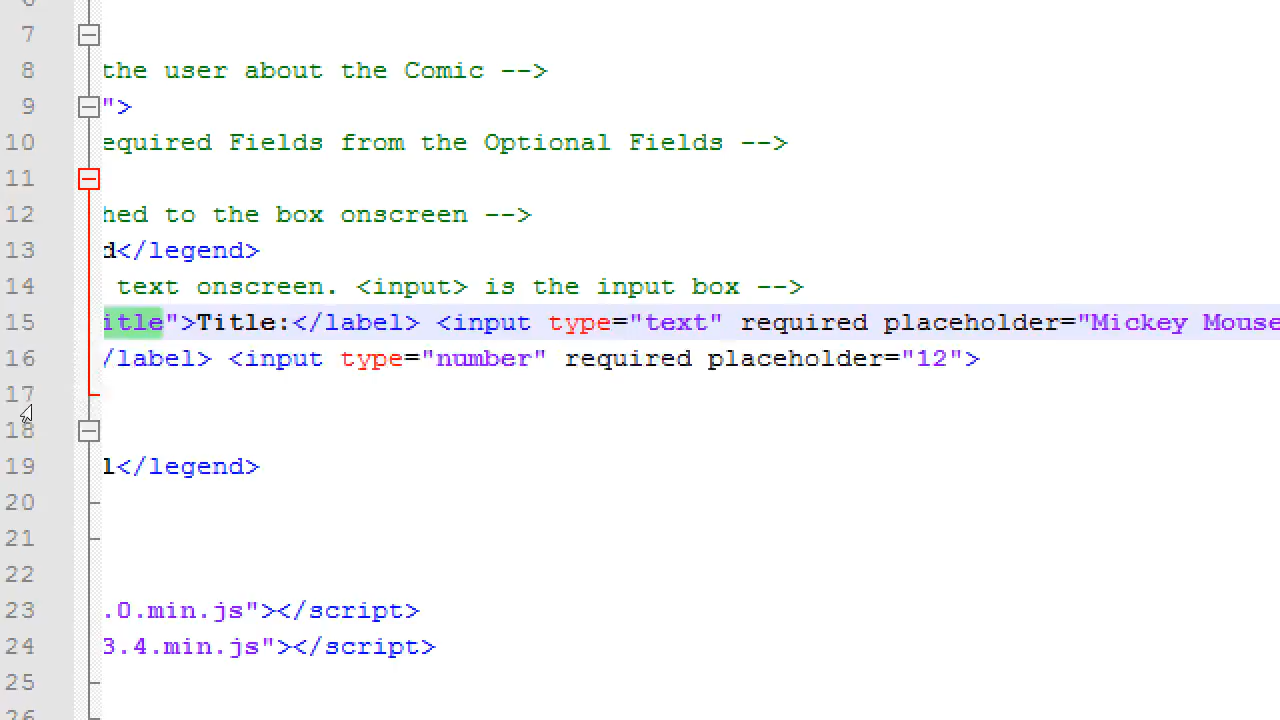 7
8 the user about the Comic -->
9 ">
10 equired Fields from the Optional Fields -->
11
12 hed to the box onscreen -->
13 d</legend>
14 text onscreen. <input> is the input box -->
15 itle">Title:</label> <input type="text" required placeholder="Mickey Mouse
16 /label> <input type="number" required placeholder="12">
17
18
19 l</legend>
20
21
22
23 .0.min.js"></script>
24 3.4.min.js"></script>
25
26